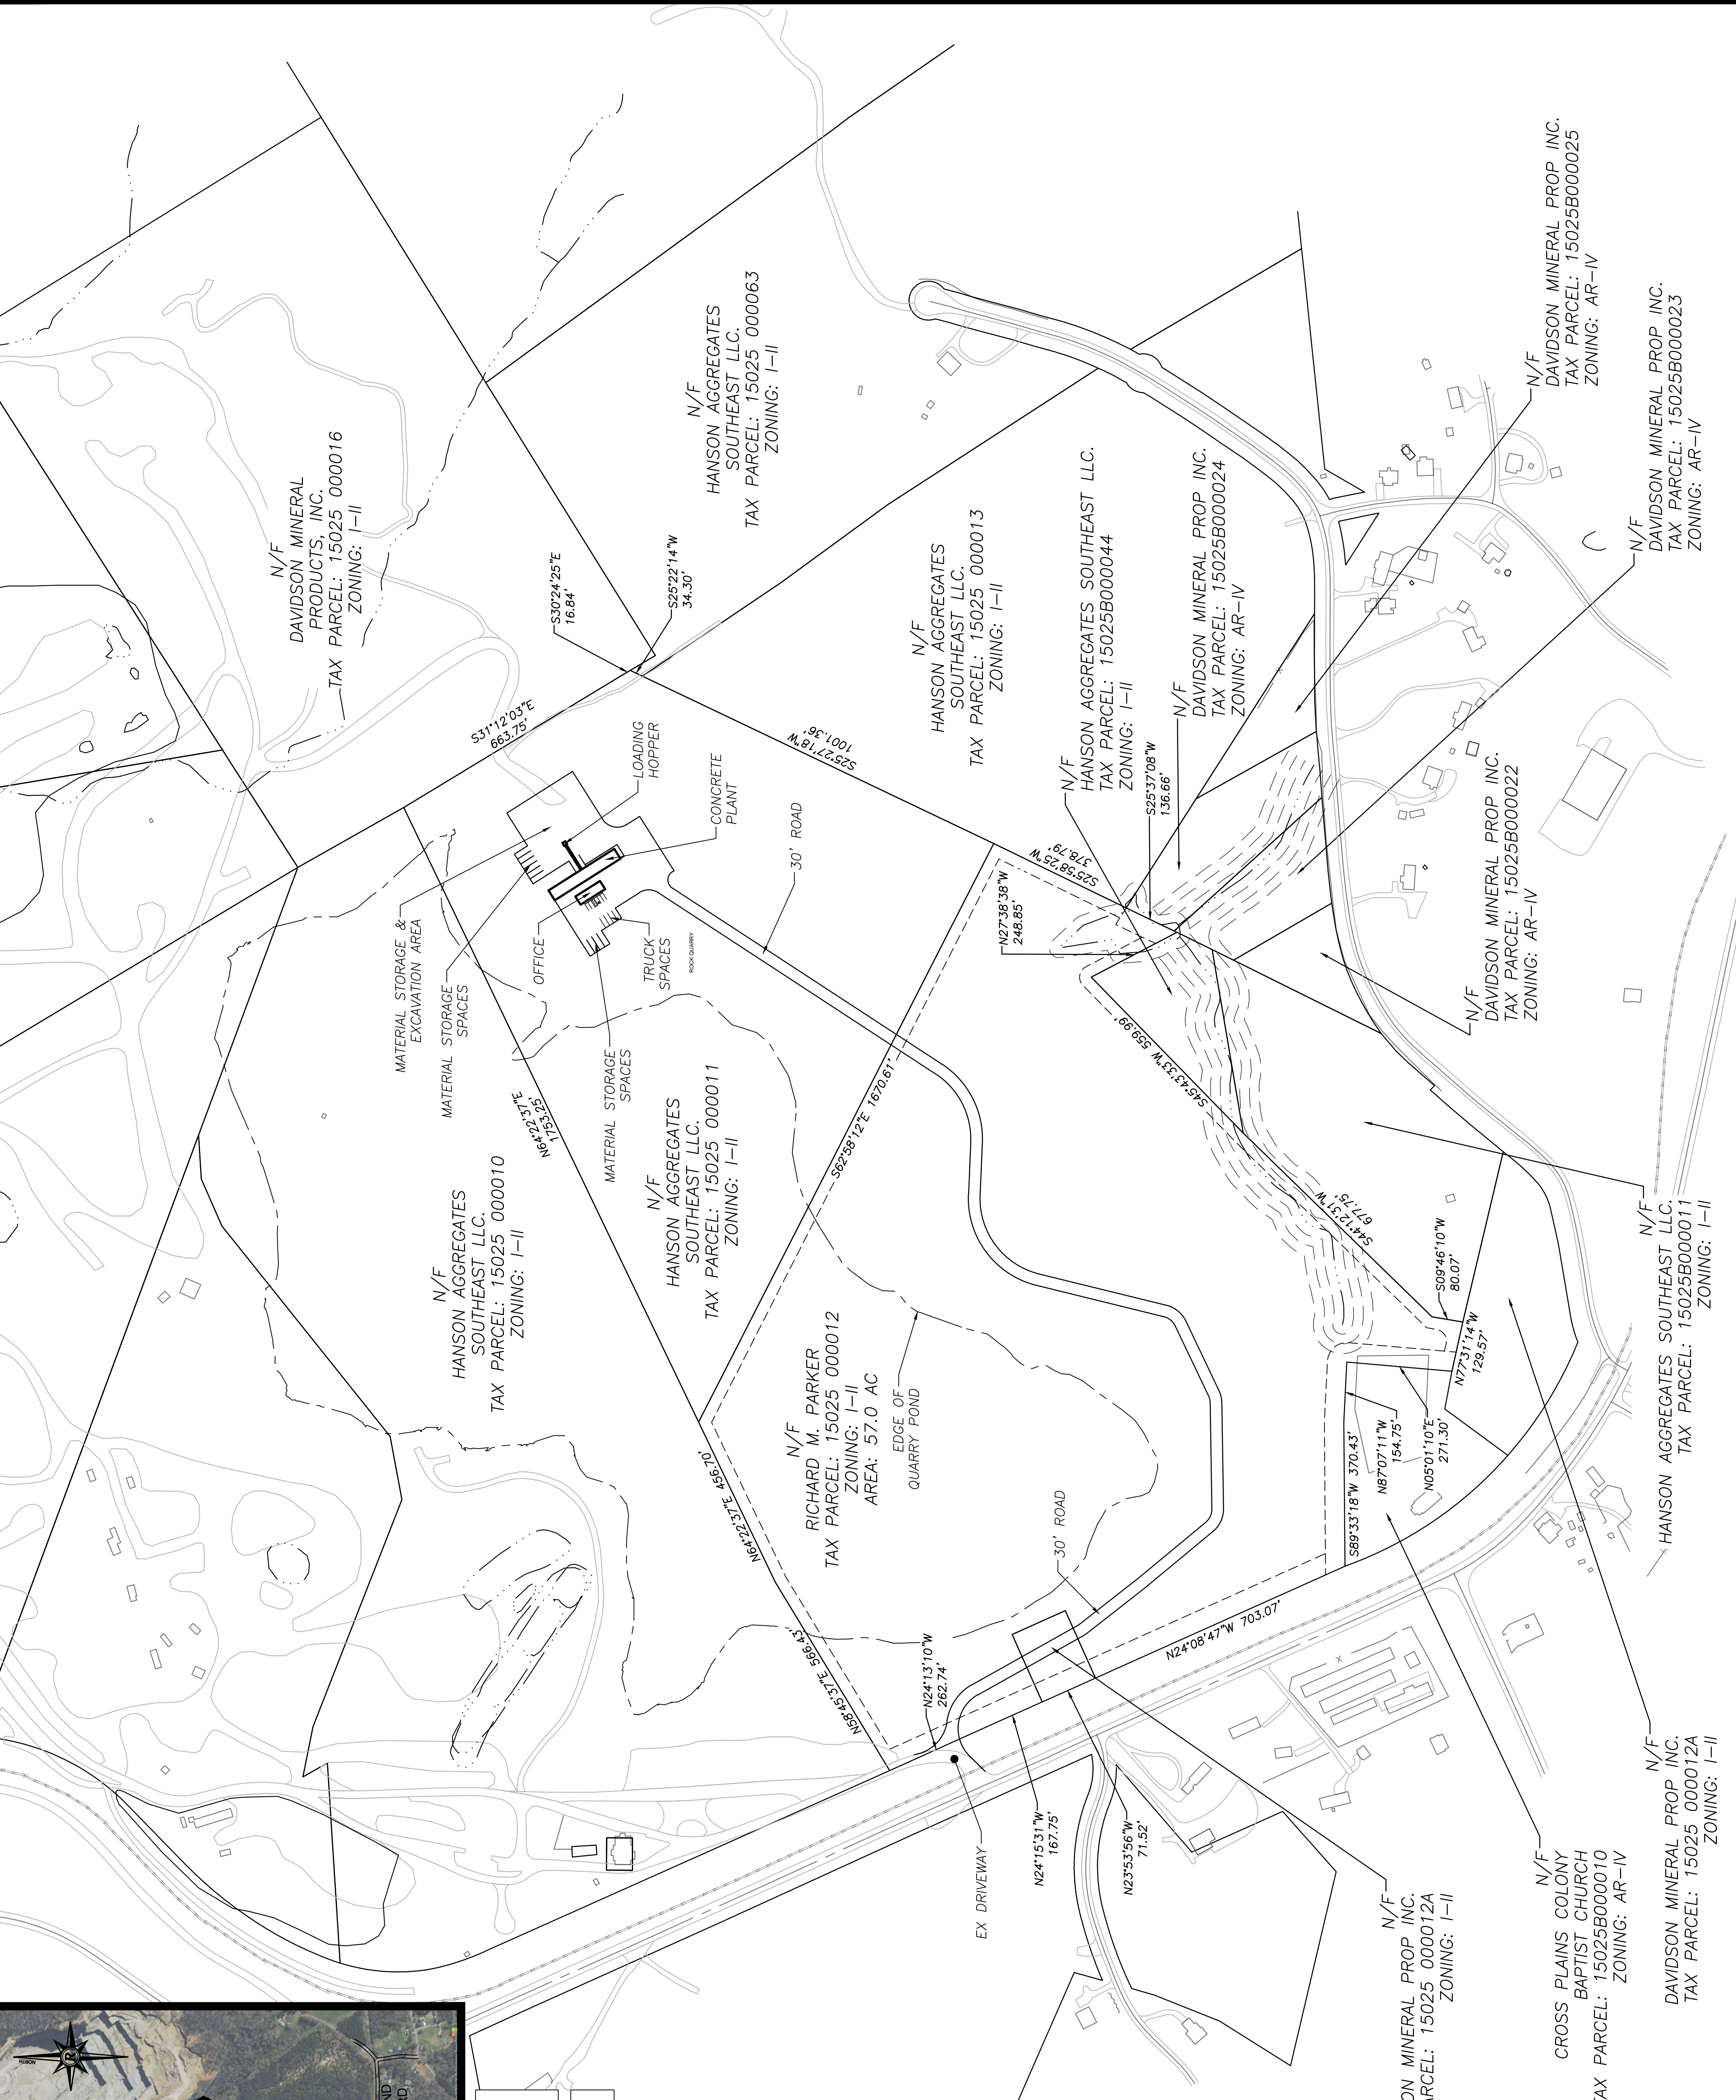 N/F
DAVIDSON MINERAL
PRODUCTS, INC.
TAX PARCEL: 15025 000016
ZONING: I-II
N/F
HANSON AGGREGATES
SOUTHEAST LLC.
TAX PARCEL: 15025 000063
ZONING: I-II
S30°24'25"E
16.84'
S25°22'14"W
34.30'
S31°12'03"E
663.75'
LOADING
HOPPER
CONCRETE
PLANT
30' ROAD
S25°27'18"W
1001.36'
N/F
HANSON AGGREGATES
SOUTHEAST LLC.
TAX PARCEL: 15025 000013
ZONING: I-II
N/F
HANSON AGGREGATES SOUTHEAST LLC.
TAX PARCEL: 15025B000044
ZONING: I-II
N/F
DAVIDSON MINERAL PROP INC.
TAX PARCEL: 15025B000024
ZONING: AR-IV
N/F
DAVIDSON MINERAL PROP INC.
TAX PARCEL: 15025B000025
ZONING: AR-IV
N/F
DAVIDSON MINERAL PROP INC.
TAX PARCEL: 15025B000023
ZONING: AR-IV
N/F
DAVIDSON MINERAL PROP INC.
TAX PARCEL: 15025B000022
ZONING: AR-IV
MATERIAL STORAGE &
EXCAVATION AREA
MATERIAL STORAGE
SPACES
OFFICE
TRUCK
SPACES
ROCK QUARRY
MATERIAL STORAGE
SPACES
N64°22'37"E
1753.25'
S25°58'25"W
378.79'
N27°38'38"W
248.85'
S25°37'08"W
136.66'
S45°43'33"W 559.99'
S62°58'12"E 1670.61'
N/F
HANSON AGGREGATES
SOUTHEAST LLC.
TAX PARCEL: 15025 000010
ZONING: I-II
N/F
HANSON AGGREGATES
SOUTHEAST LLC.
TAX PARCEL: 15025 000011
ZONING: I-II
N/F
RICHARD M. PARKER
TAX PARCEL: 15025 000012
ZONING: I-II
AREA: 57.0 AC
EDGE OF
QUARRY POND
S44°12'31"W
677.75'
S09°46'10"W
80.07'
N77°31'14"W
129.57'
N05°01'10"E
271.30'
N87°07'11"W
154.75'
S89°33'18"W 370.43'
N/F
HANSON AGGREGATES SOUTHEAST LLC.
TAX PARCEL: 15025B000011
ZONING: I-II
N64°22'37"E 456.70'
N58°45'37"E 566.43'
N24°13'10"W
262.74'
30' ROAD
N24°08'47"W 703.07'
EX DRIVEWAY
N24°15'31"W
167.75'
N23°53'56"W
71.52'
N/F
ON MINERAL PROP INC.
RCEL: 15025 000012A
ZONING: I-II
N/F
CROSS PLAINS COLONY
BAPTIST CHURCH
TAX PARCEL: 15025B000010
ZONING: AR-IV
N/F
DAVIDSON MINERAL PROP INC.
TAX PARCEL: 15025 000012A
ZONING: I-II
NORTH
R
ND
RD